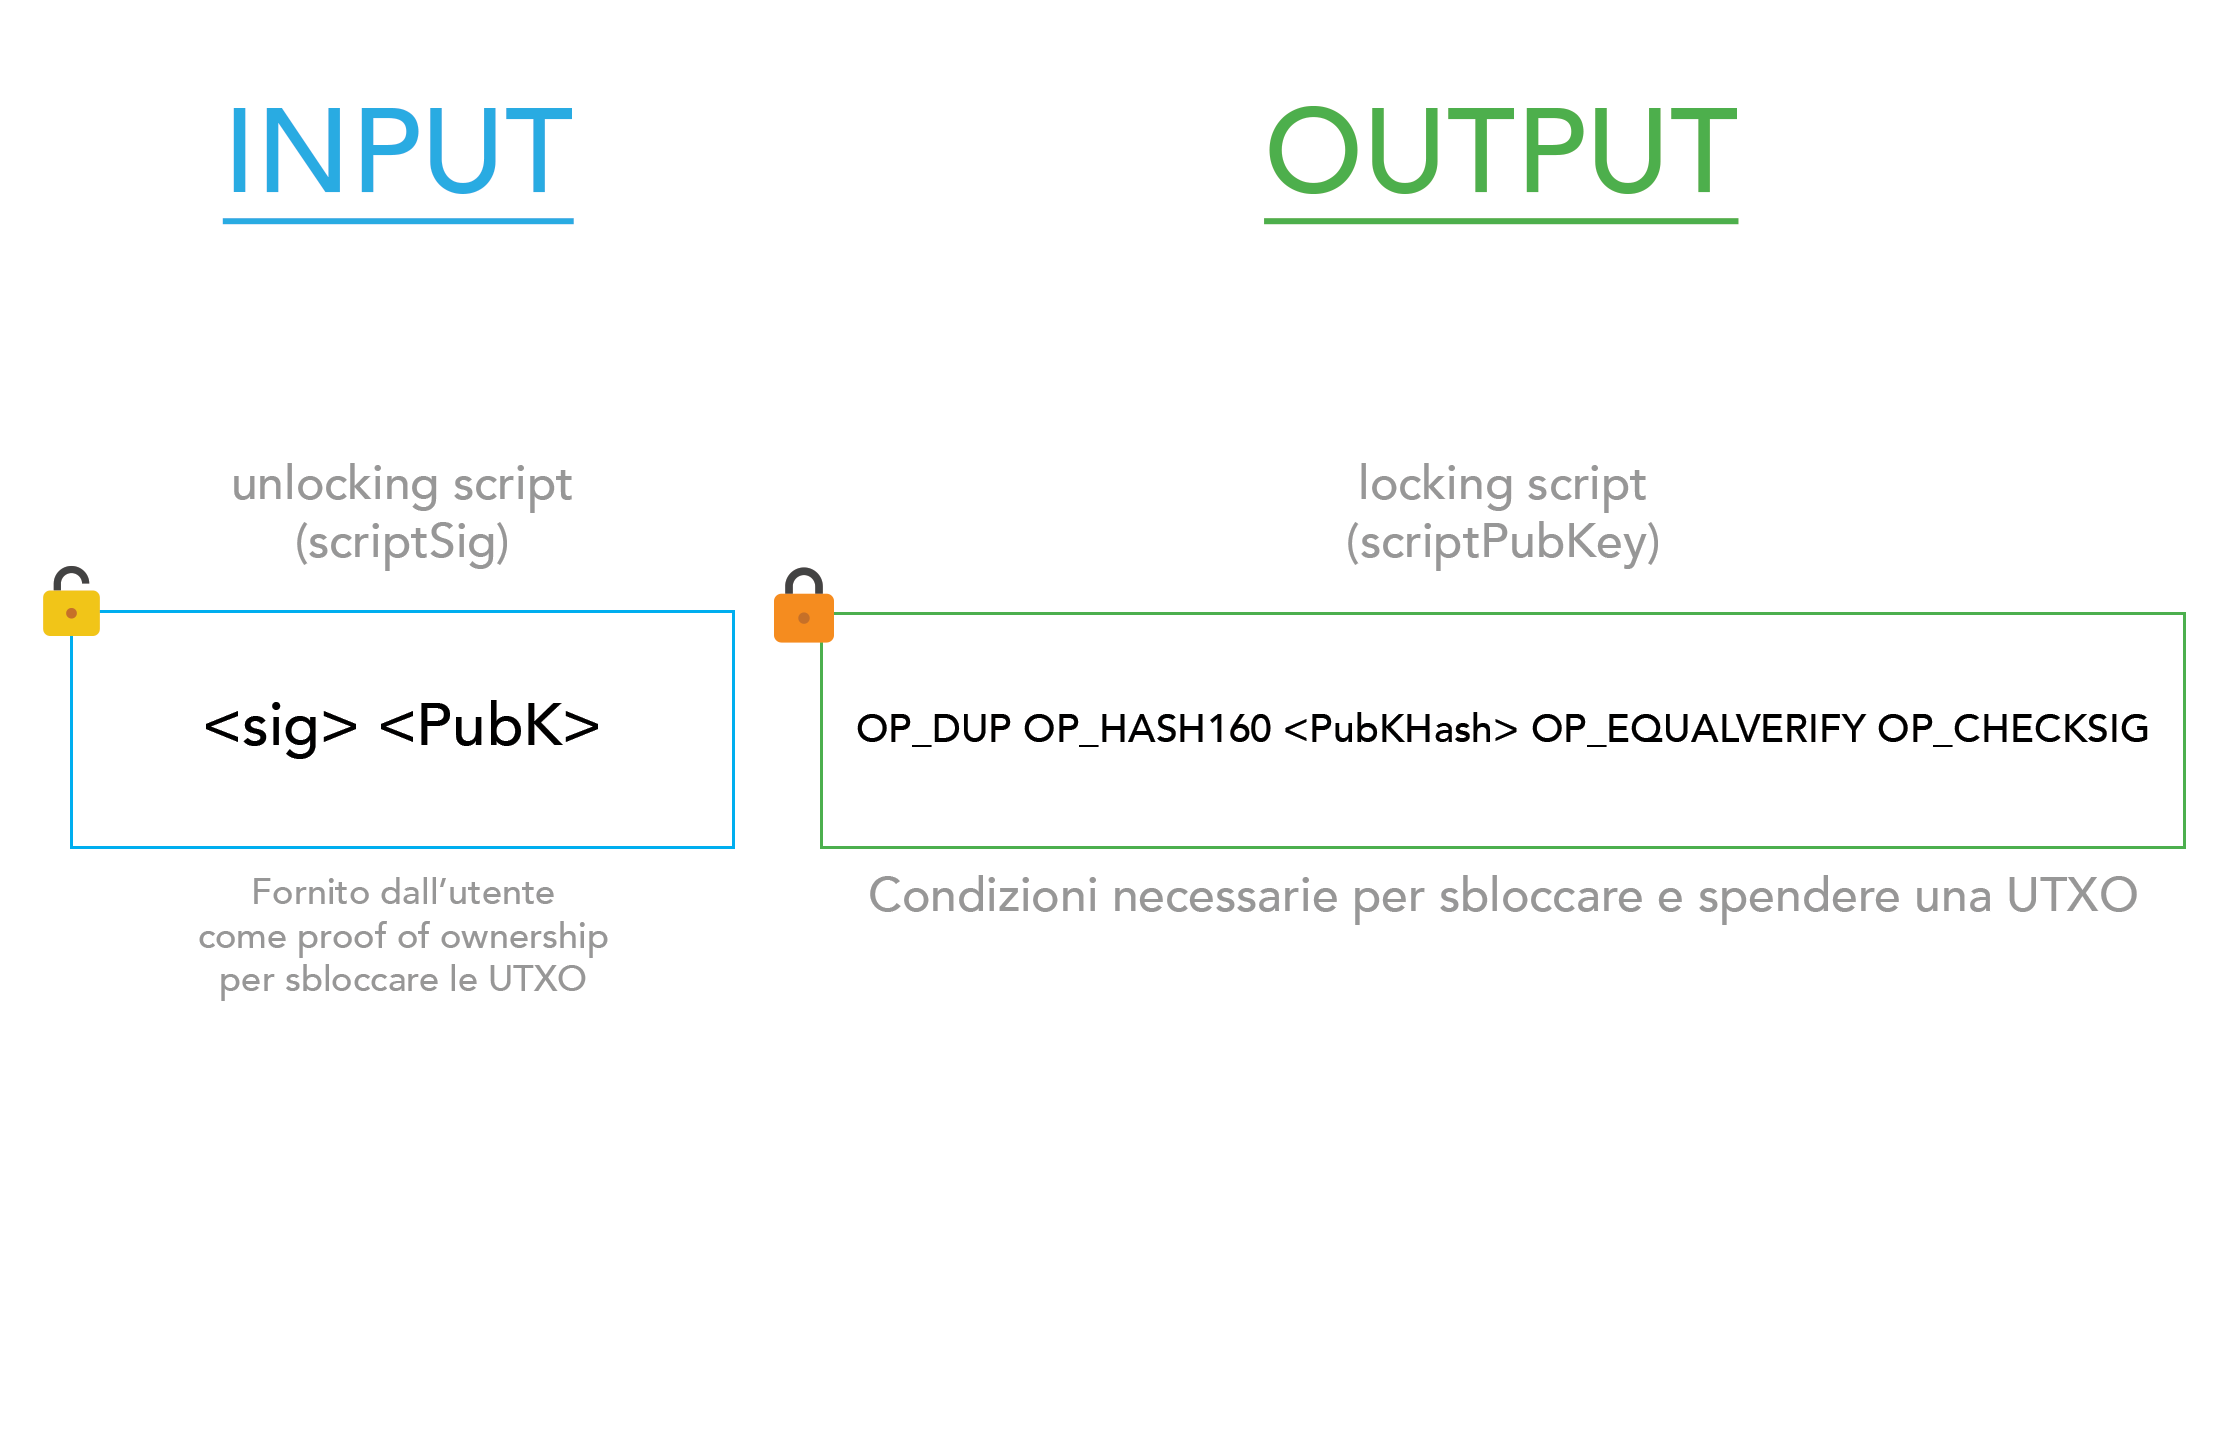 INPUT
OUTPUT
unlocking script
(scriptSig)
locking script
(scriptPubKey)
<sig> <PubK>
OP_DUP OP_HASH160 <PubKHash> OP_EQUALVERIFY OP_CHECKSIG
Fornito dall’utente
come proof of ownership
per sbloccare le UTXO
Condizioni necessarie per sbloccare e spendere una UTXO